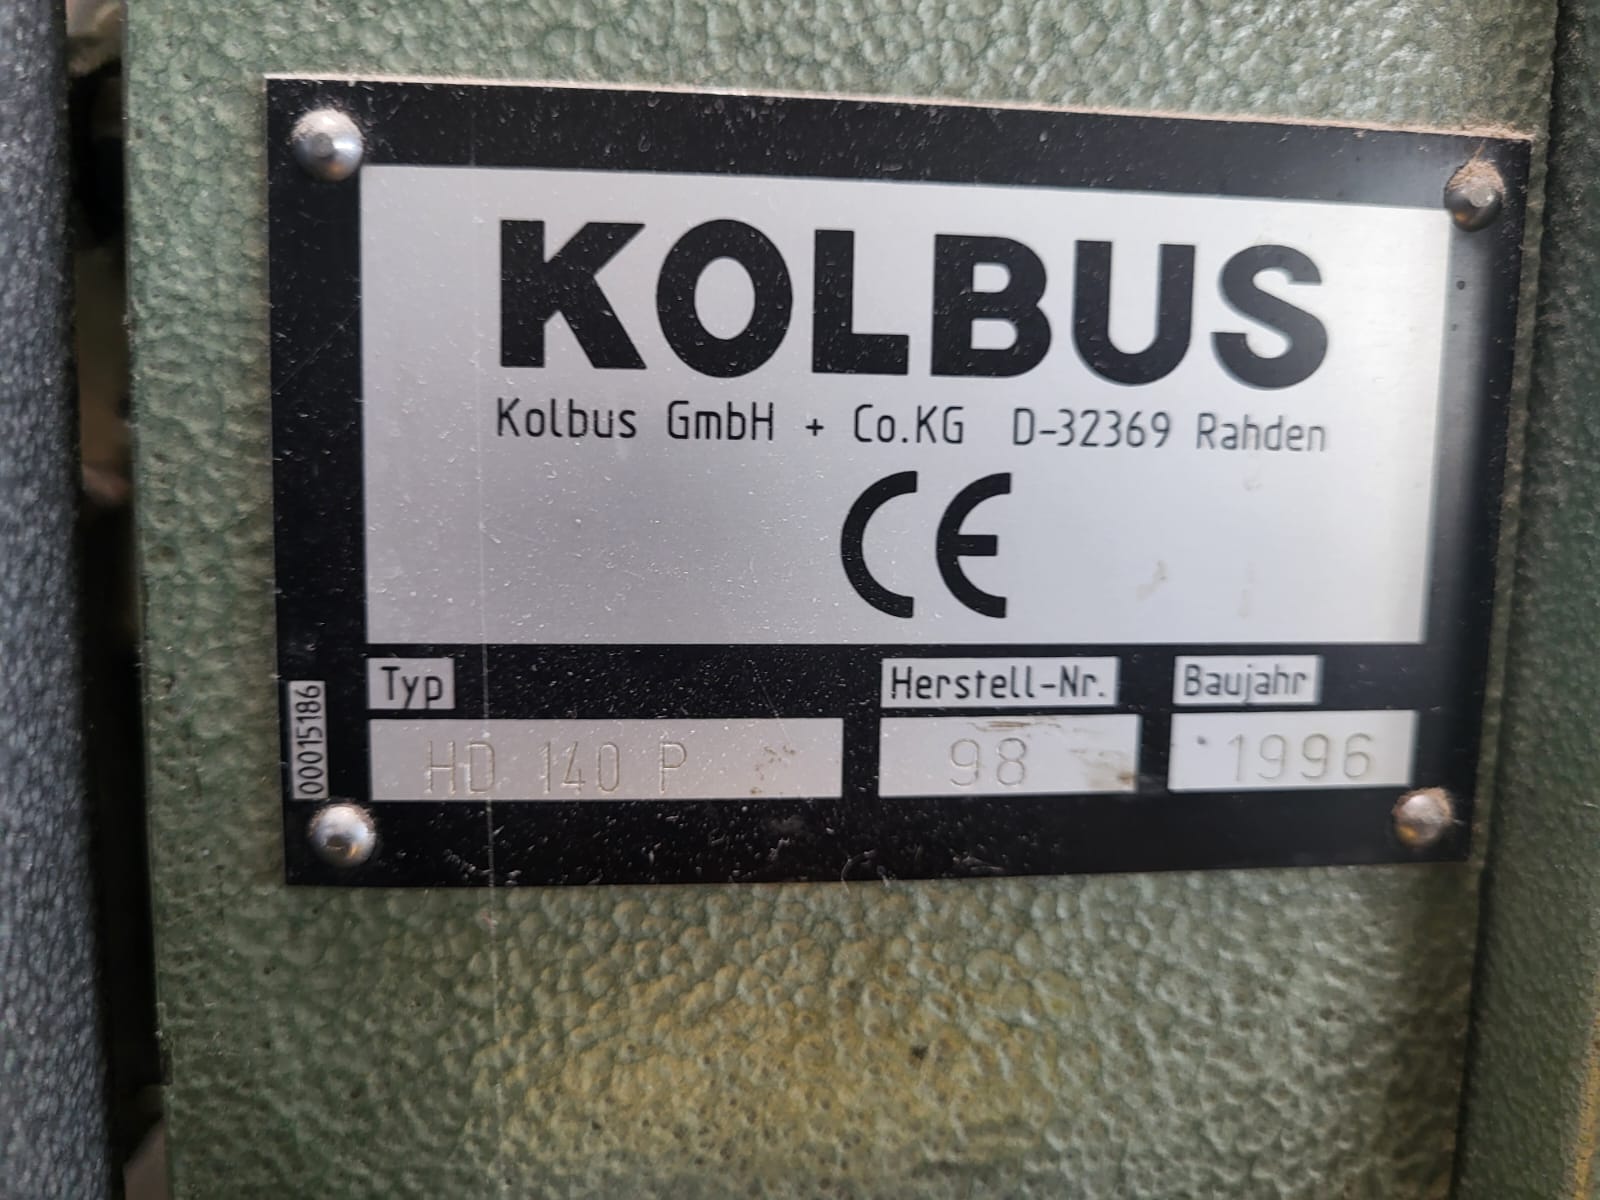 KOLBUS
Kolbus GmbH + Co.KG D-32369 Rahden
CE
Typ Herstell-Nr. Baujahr
HD 140 P 98 1996
00015186